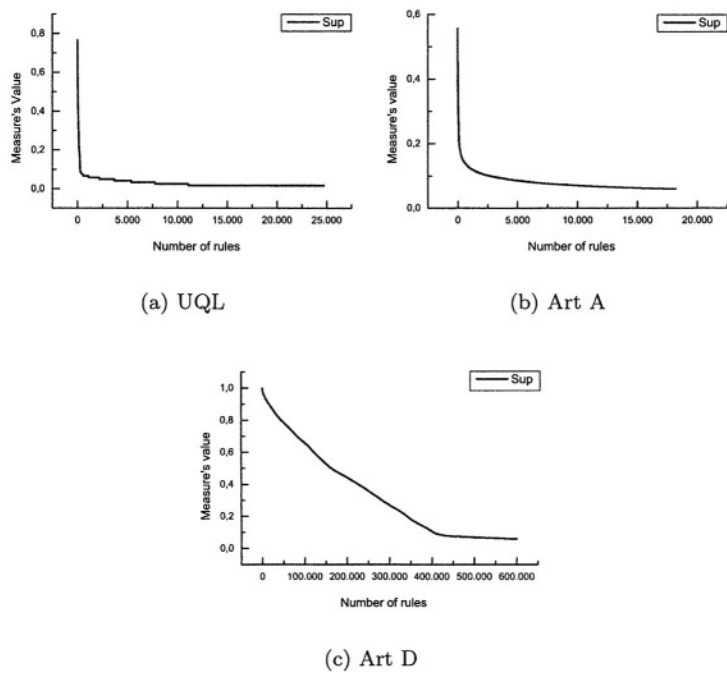 Sup
0,8
0,6
0,4
0,2
0,0
Measure's Value
0 5.000 10.000 15.000 20.000 25.000
Number of rules
(a) UQL
Sup
0,6
0,4
0,2
0,0
Measure's value
0 5.000 10.000 15.000 20.000
Number of rules
(b) Art A
Sup
1,0
0,8
0,6
0,4
0,2
0,0
Measure's value
0 100.000 200.000 300.000 400.000 500.000 600.000
Number of rules
(c) Art D